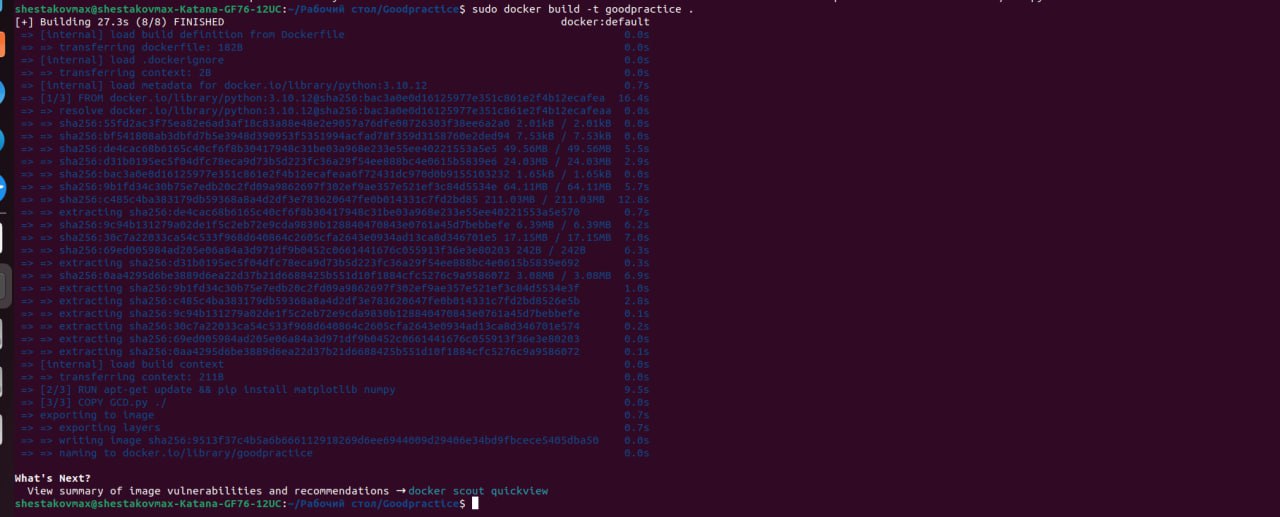 shestakovmax@shestakovmax-Katana-GF76-12UC:~/Рабочий стол/Goodpractice$ sudo docker build -t goodpractice .
[+] Building 27.3s (8/8) FINISHED docker:default
=> [internal] load build definition from Dockerfile 0.0s
=> => transferring dockerfile: 182B 0.0s
=> [internal] load .dockerignore 0.0s
=> => transferring context: 2B 0.0s
=> [internal] load metadata for docker.io/library/python:3.10.12 0.7s
=> [1/3] FROM docker.io/library/python:3.10.12@sha256:bac3a0e0d16125977e351c861e2f4b12ecafea 16.4s
=> => resolve docker.io/library/python:3.10.12@sha256:bac3a0e0d16125977e351c861e2f4b12ecafeaa 0.0s
=> => sha256:55fd2ac3f75ea82e6ad3af18c83a88e48e2e9057a76dfe08726303f38ee6a2a0 2.01kB / 2.01kB 0.0s
=> => sha256:bf541808ab3dbfd7b5e3948d390953f5351994acfad78f359d3158760e2ded94 7.53kB / 7.53kB 0.0s
=> => sha256:de4cac68b6165c40cf6f8b30417948c31be03a968e233e55ee40221553a5e5 49.56MB / 49.56MB 5.5s
=> => sha256:d31b0195ec5f04dfc78eca9d73b5d223fc36a29f54ee888bc4e0615b5839e6 24.03MB / 24.03MB 2.9s
=> => sha256:bac3a0e0d16125977e351c861e2f4b12ecafeaa6f72431dc970d0b9155103232 1.65kB / 1.65kB 0.0s
=> => sha256:9b1fd34c30b75e7edb20c2fd09a9862697f302ef9ae357e521ef3c84d5534e 64.11MB / 64.11MB 5.7s
=> => sha256:c485c4ba383179db59368a8a4d2df3e783620647fe0b014331c7fd2bd85 211.03MB / 211.03MB 12.8s
=> => extracting sha256:de4cac68b6165c40cf6f8b30417948c31be03a968e233e55ee40221553a5e570 0.7s
=> => sha256:9c94b131279a02de1f5c2eb72e9cda9830b128840470843e0761a45d7bebbefe 6.39MB / 6.39MB 6.2s
=> => sha256:30c7a22033ca54c533f968d640864c2605cfa2643e0934ad13ca8d346701e5 17.15MB / 17.15MB 7.0s
=> => sha256:69ed005984ad205e06a84a3d971df9b0452c0661441676c055913f36e3e80203 242B / 242B 6.3s
=> => extracting sha256:d31b0195ec5f04dfc78eca9d73b5d223fc36a29f54ee888bc4e0615b5839e692 0.3s
=> => sha256:0aa4295d6be3889d6ea22d37b21d6688425b551d10f1884cfc5276c9a9586072 3.08MB / 3.08MB 6.9s
=> => extracting sha256:9b1fd34c30b75e7edb20c2fd09a9862697f302ef9ae357e521ef3c84d5534e3f 1.0s
=> => extracting sha256:c485c4ba383179db59368a8a4d2df3e783620647fe0b014331c7fd2bd8526e5b 2.8s
=> => extracting sha256:9c94b131279a02de1f5c2eb72e9cda9830b128840470843e0761a45d7bebbefe 0.1s
=> => extracting sha256:30c7a22033ca54c533f968d640864c2605cfa2643e0934ad13ca8d346701e574 0.2s
=> => extracting sha256:69ed005984ad205e06a84a3d971df9b0452c0661441676c055913f36e3e80203 0.0s
=> => extracting sha256:0aa4295d6be3889d6ea22d37b21d6688425b551d10f1884cfc5276c9a9586072 0.1s
=> [internal] load build context 0.0s
=> => transferring context: 211B 0.0s
=> [2/3] RUN apt-get update && pip install matplotlib numpy 9.5s
=> [3/3] COPY GCD.py ./ 0.0s
=> exporting to image 0.7s
=> => exporting layers 0.7s
=> => writing image sha256:9513f37c4b5a6b666112918269d6ee6944009d29406e34bd9fbcece5405dba50 0.0s
=> => naming to docker.io/library/goodpractice 0.0s
What's Next?
View summary of image vulnerabilities and recommendations → docker scout quickview
shestakovmax@shestakovmax-Katana-GF76-12UC:~/Рабочий стол/Goodpractice$